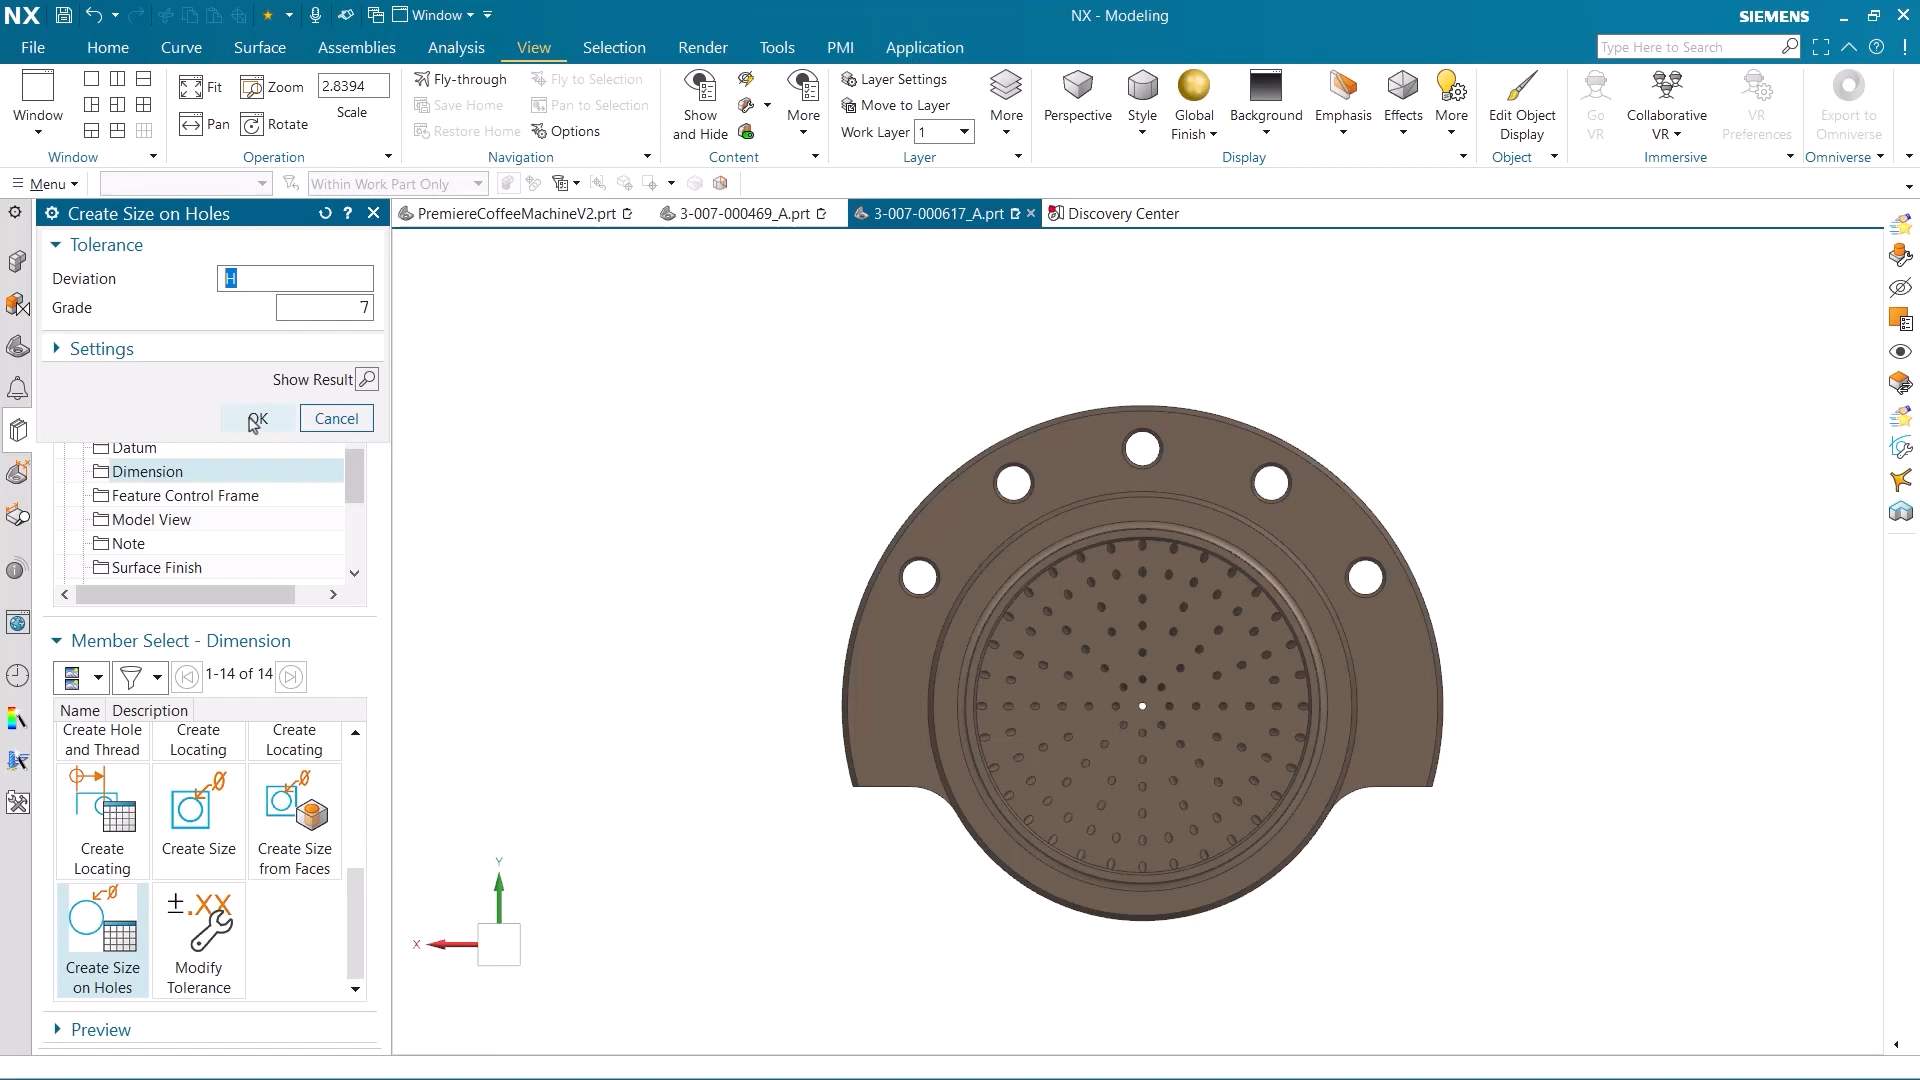 NX
Window
NX - Modeling
SIEMENS
File
Home
Curve
Surface
Assemblies
Analysis
View
Selection
Render
Tools
PMI
Application
Type Here to Search
Window
Fit
Zoom
2.8394
Pan
Rotate
Scale
Fly-through
Fly to Selection
Save Home
Pan to Selection
Restore Home
Options
Show and Hide
More
Layer Settings
Move to Layer
Work Layer 1
More
Perspective
Style
Global Finish
Background
Emphasis
Effects
More
Edit Object Display
Go VR
Collaborative VR
VR Preferences
Export to Omniverse
Window
Operation
Navigation
Content
Layer
Display
Object
Immersive
Omniverse
Menu
Within Work Part Only
Create Size on Holes
PremiereCoffeeMachineV2.prt
3-007-000469_A.prt
3-007-000617_A.prt
Discovery Center
Tolerance
Deviation
H
Grade
7
Settings
Show Result
OK
Cancel
Datum
Dimension
Feature Control Frame
Model View
Note
Surface Finish
Member Select - Dimension
1-14 of 14
Name
Description
Create Hole and Thread
Create Locating
Create Locating
Create Locating
Create Size
Create Size from Faces
±.XX
Create Size on Holes
Modify Tolerance
Preview
Y
X